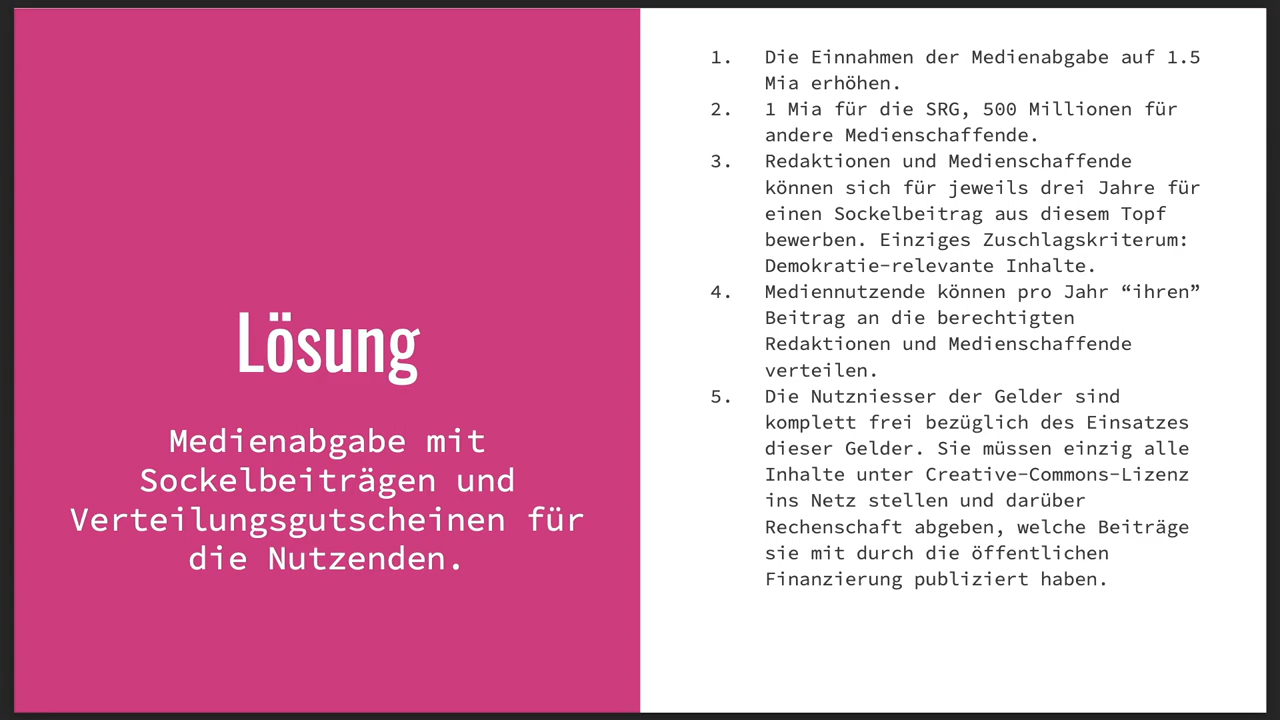 Lösung
Medienabgabe mit
Sockelbeiträgen und
Verteilungsgutscheinen für
die Nutzenden.
1. Die Einnahmen der Medienabgabe auf 1.5
Mia erhöhen.
2. 1 Mia für die SRG, 500 Millionen für
andere Medienschaffende.
3. Redaktionen und Medienschaffende
können sich für jeweils drei Jahre für
einen Sockelbeitrag aus diesem Topf
bewerben. Einziges Zuschlagskriterum:
Demokratie-relevante Inhalte.
4. Mediennutzende können pro Jahr “ihren”
Beitrag an die berechtigten
Redaktionen und Medienschaffende
verteilen.
5. Die Nutzniesser der Gelder sind
komplett frei bezüglich des Einsatzes
dieser Gelder. Sie müssen einzig alle
Inhalte unter Creative-Commons-Lizenz
ins Netz stellen und darüber
Rechenschaft abgeben, welche Beiträge
sie mit durch die öffentlichen
Finanzierung publiziert haben.